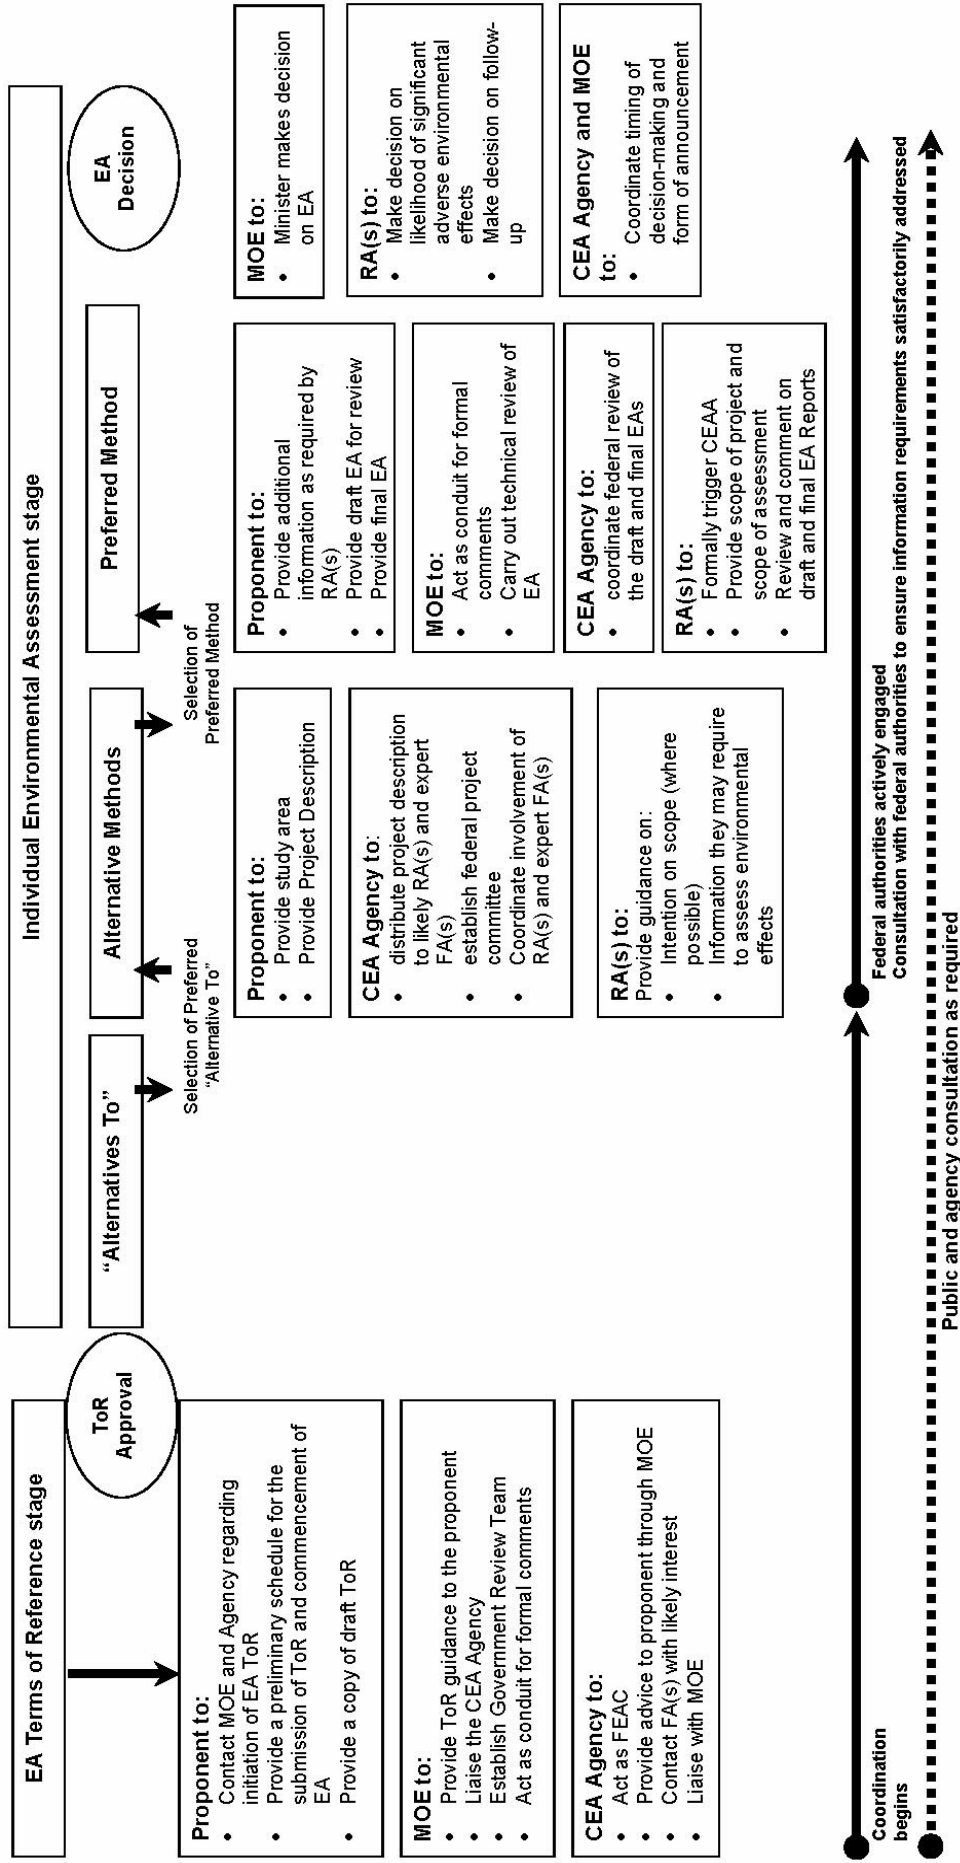 EA Terms of Reference stage
ToR
Approval
Proponent to:
• Contact MOE and Agency regarding
initiation of EA ToR
• Provide a preliminary schedule for the
submission of ToR and commencement of
EA
• Provide a copy of draft ToR
MOE to:
• Provide ToR guidance to the proponent
• Liaise the CEA Agency
• Establish Government Review Team
• Act as conduit for formal comments
CEA Agency to:
• Act as FEAC
• Provide advice to proponent through MOE
• Contact FA(s) with likely interest
• Liaise with MOE
Individual Environmental Assessment stage
“Alternatives To”
Selection of Preferred
“Alternative To”
Alternative Methods
Selection of
Preferred Method
Proponent to:
• Provide study area
• Provide Project Description
CEA Agency to:
• distribute project description
to likely RA(s) and expert
FA(s)
• establish federal project
committee
• Coordinate involvement of
RA(s) and expert FA(s)
RA(s) to:
Provide guidance on:
• Intention on scope (where
possible)
• Information they may require
to assess environmental
effects
Preferred Method
Proponent to:
• Provide additional
information as required by
RA(s)
• Provide draft EA for review
• Provide final EA
MOE to:
• Act as conduit for formal
comments
• Carry out technical review of
EA
CEA Agency to:
• coordinate federal review of
the draft and final EAs
RA(s) to:
• Formally trigger CEAA
• Provide scope of project and
scope of assessment
• Review and comment on
draft and final EA Reports
EA
Decision
MOE to:
• Minister makes decision
on EA
RA(s) to:
• Make decision on
likelihood of significant
adverse environmental
effects
• Make decision on follow-
up
CEA Agency and MOE
to:
• Coordinate timing of
decision-making and
form of announcement
Coordination
begins
Federal authorities actively engaged
Consultation with federal authorities to ensure information requirements satisfactorily addressed
Public and agency consultation as required